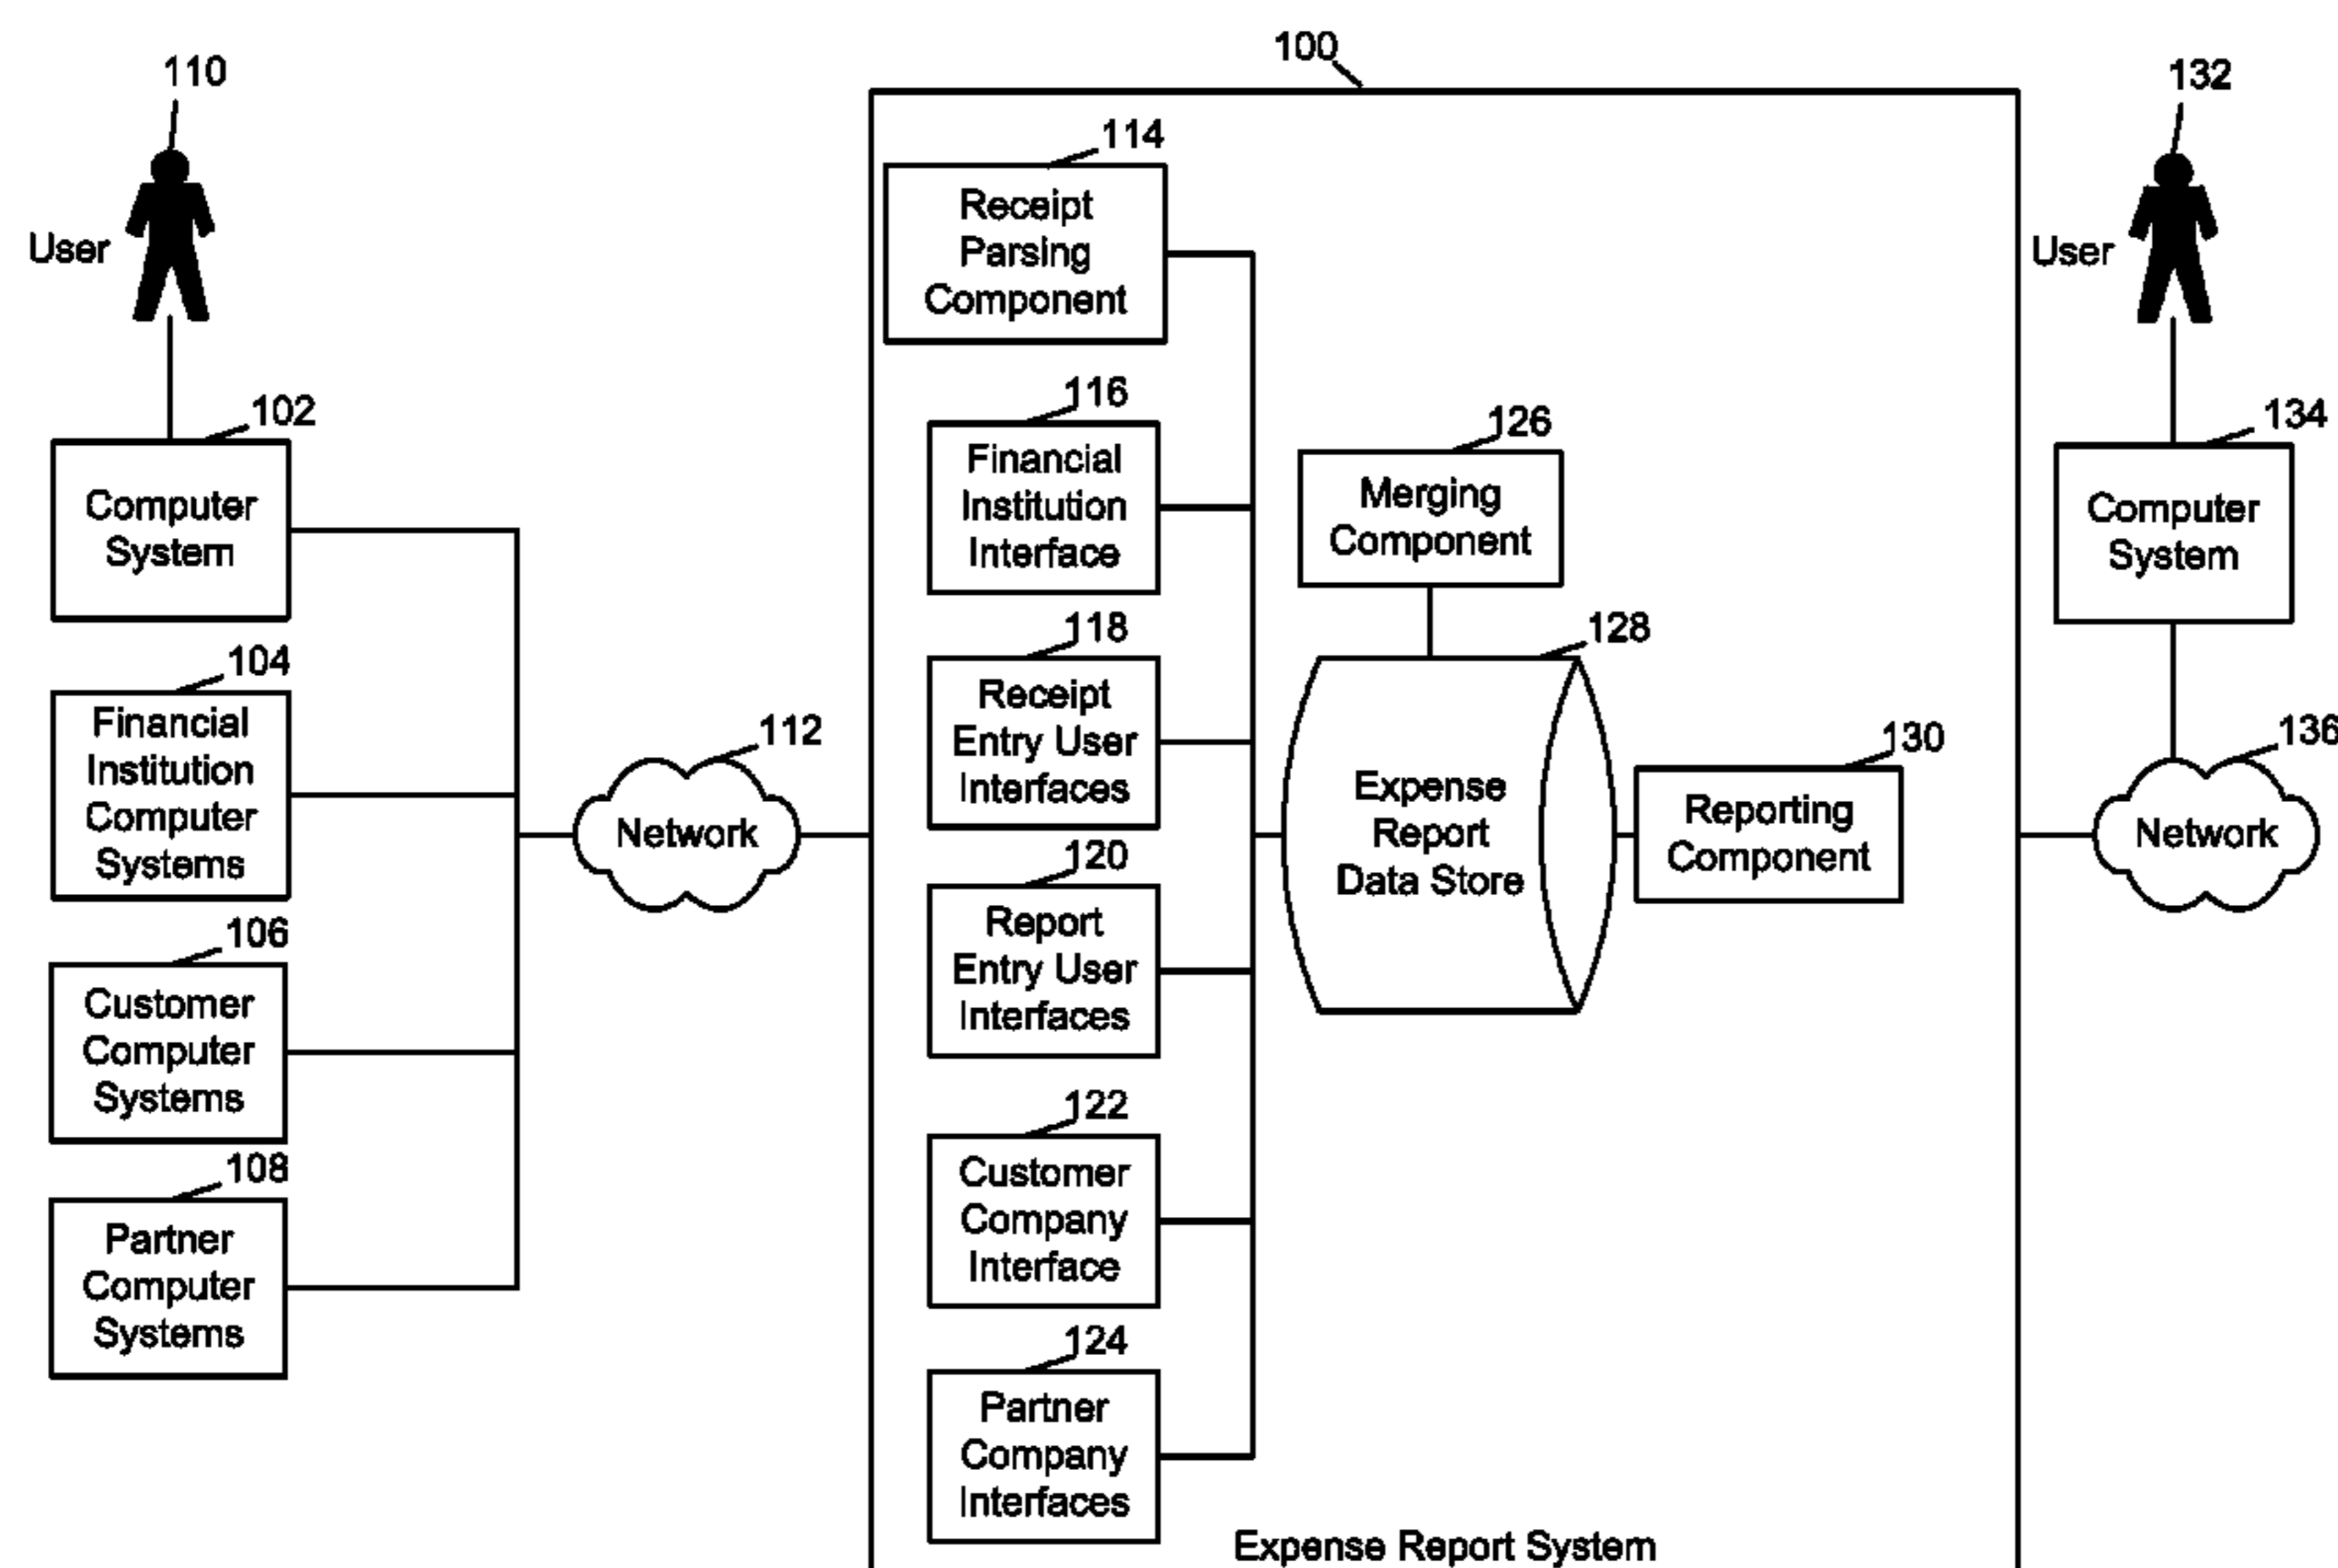 100
110
132
114
User
User
Receipt
Parsing
Component
102
116
126
134
Computer
System
Financial
Institution
Interface
Merging
Component
Computer
System
104
118
128
Financial
Institution
Computer
Systems
Receipt
Entry User
Interfaces
112
Network
130
136
Expense
Report
Data Store
Reporting
Component
Network
120
Report
Entry User
Interfaces
106
Customer
Computer
Systems
122
Customer
Company
Interface
108
Partner
Computer
Systems
124
Partner
Company
Interfaces
Expense Report System